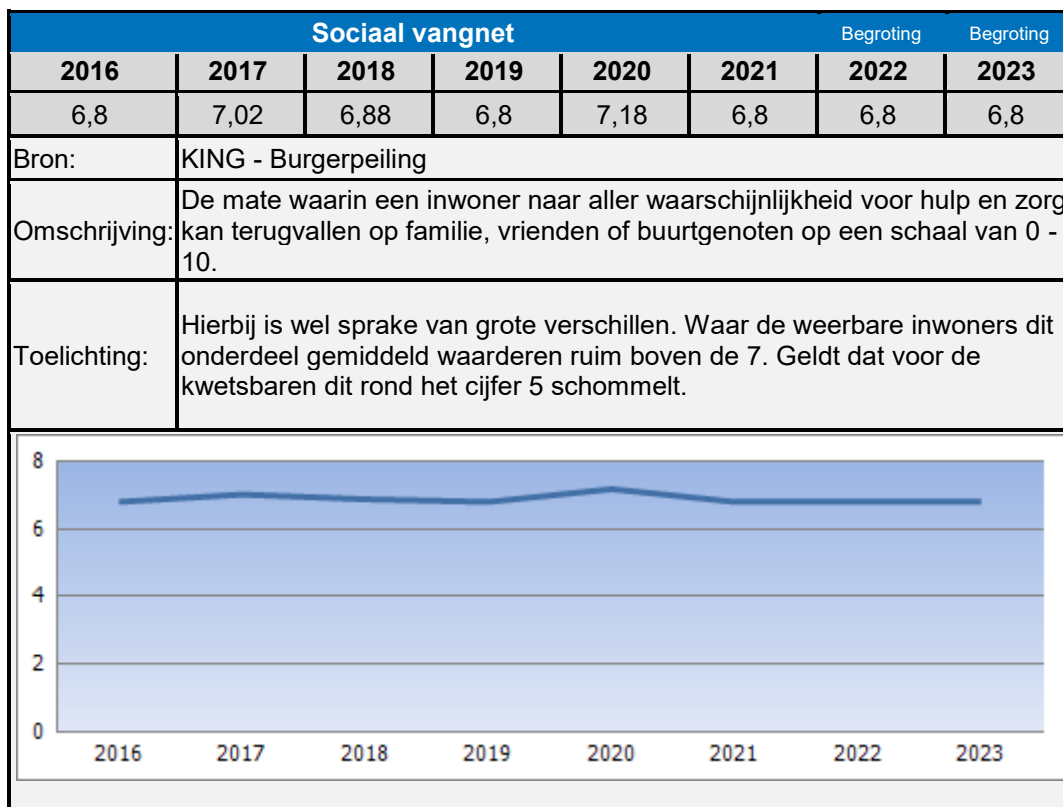 Sociaal vangnet Begroting Begroting
2016 2017 2018 2019 2020 2021 2022 2023
6,8 7,02 6,88 6,8 7,18 6,8 6,8 6,8
Bron: KING - Burgerpeiling
Omschrijving:
De mate waarin een inwoner naar aller waarschijnlijkheid voor hulp en zorg
kan terugvallen op familie, vrienden of buurtgenoten op een schaal van 0 -
10.
Toelichting:
Hierbij is wel sprake van grote verschillen. Waar de weerbare inwoners dit
onderdeel gemiddeld waarderen ruim boven de 7. Geldt dat voor de
kwetsbaren dit rond het cijfer 5 schommelt.
8
6
4
2
0
2016 2017 2018 2019 2020 2021 2022 2023